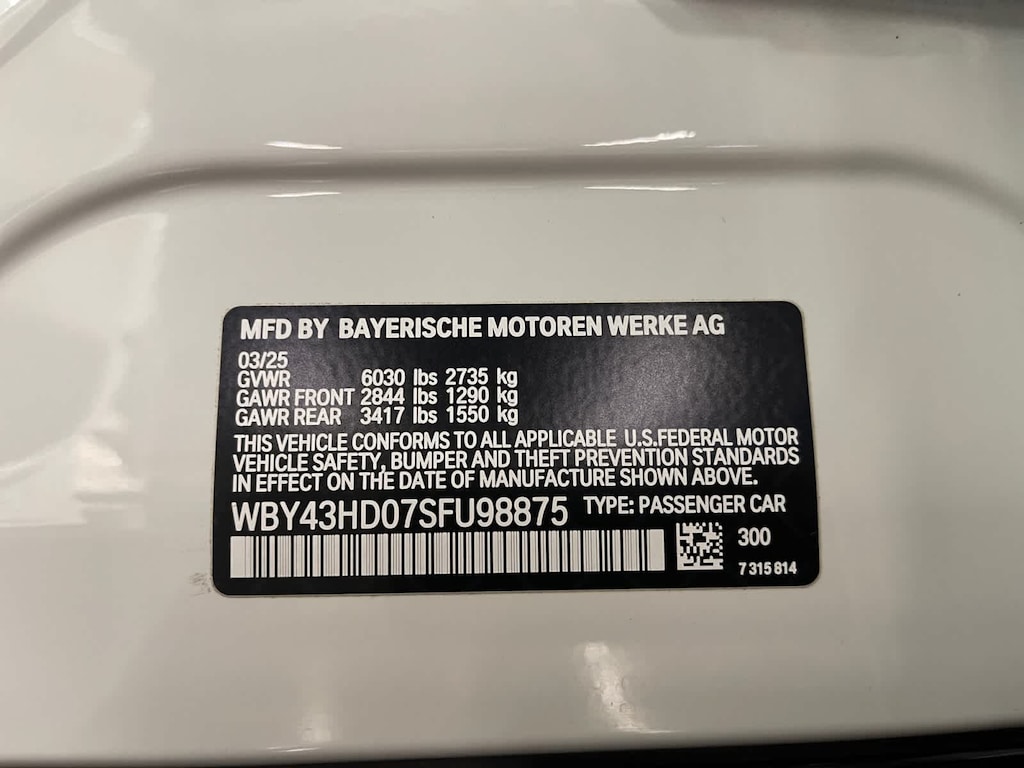 MFD BY BAYERISCHE MOTOREN WERKE AG
03/25
GVWR 6030 lbs 2735 kg
GAWR FRONT 2844 lbs 1290 kg
GAWR REAR 3417 lbs 1550 kg
THIS VEHICLE CONFORMS TO ALL APPLICABLE U.S.FEDERAL MOTOR
VEHICLE SAFETY, BUMPER AND THEFT PREVENTION STANDARDS
IN EFFECT ON THE DATE OF MANUFACTURE SHOWN ABOVE.
WBY43HD07SFU98875 TYPE: PASSENGER CAR
300
7 315 814